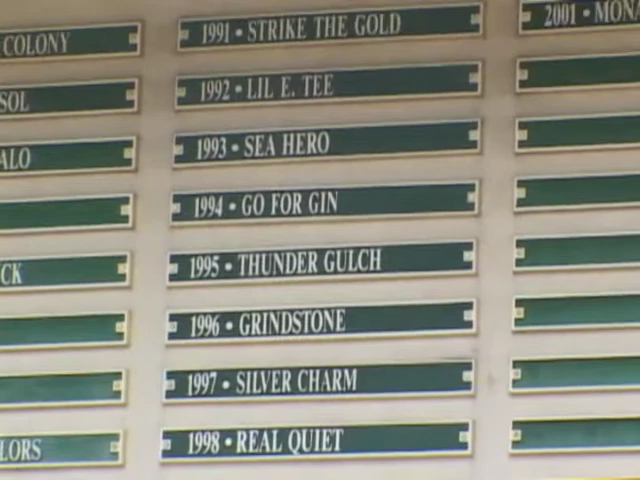 COLONY
SOL
ALO
CK
LORS
1991 • STRIKE THE GOLD
1992 • LIL E. TEE
1993 • SEA HERO
1994 • GO FOR GIN
1995 • THUNDER GULCH
1996 • GRINDSTONE
1997 • SILVER CHARM
1998 • REAL QUIET
2001 • MONA